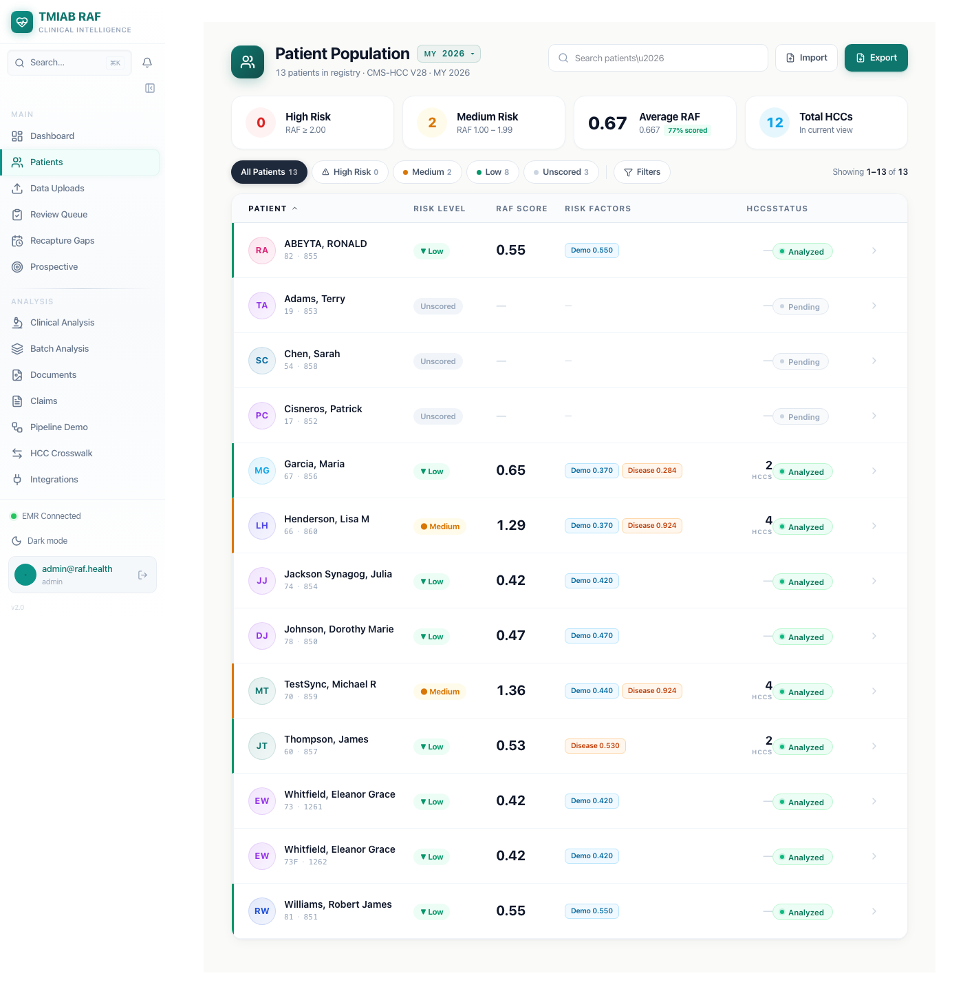 TMIAB RAF
CLINICAL INTELLIGENCE
Search... ⌘K
MAIN
Dashboard
Patients
Data Uploads
Review Queue
Recapture Gaps
Prospective
ANALYSIS
Clinical Analysis
Batch Analysis
Documents
Claims
Pipeline Demo
HCC Crosswalk
Integrations
EMR Connected
Dark mode
admin@raf.health
admin
v2.0
Patient Population MY 2026
13 patients in registry · CMS-HCC V28 · MY 2026
Search patients\u2026
Import
Export
0 High Risk
RAF ≥ 2.00
2 Medium Risk
RAF 1.00 – 1.99
0.67 Average RAF
0.667 77% scored
12 Total HCCs
In current view
All Patients 13 High Risk 0 Medium 2 Low 8 Unscored 3 Filters Showing 1–13 of 13
PATIENT RISK LEVEL RAF SCORE RISK FACTORS HCCS STATUS
RA ABEYTA, RONALD Low 0.55 Demo 0.550 — Analyzed
82 · 855
TA Adams, Terry Unscored — — — Pending
19 · 853
SC Chen, Sarah Unscored — — — Pending
54 · 858
PC Cisneros, Patrick Unscored — — — Pending
17 · 852
MG Garcia, Maria Low 0.65 Demo 0.370 Disease 0.284 2 HCCS Analyzed
67 · 856
LH Henderson, Lisa M Medium 1.29 Demo 0.370 Disease 0.924 4 HCCS Analyzed
66 · 860
JJ Jackson Synagog, Julia Low 0.42 Demo 0.420 — Analyzed
74 · 854
DJ Johnson, Dorothy Marie Low 0.47 Demo 0.470 — Analyzed
78 · 850
MT TestSync, Michael R Medium 1.36 Demo 0.440 Disease 0.924 4 HCCS Analyzed
70 · 859
JT Thompson, James Low 0.53 Disease 0.530 2 HCCS Analyzed
60 · 857
EW Whitfield, Eleanor Grace Low 0.42 Demo 0.420 — Analyzed
73 · 1261
EW Whitfield, Eleanor Grace Low 0.42 Demo 0.420 — Analyzed
73F · 1262
RW Williams, Robert James Low 0.55 Demo 0.550 — Analyzed
81 · 851